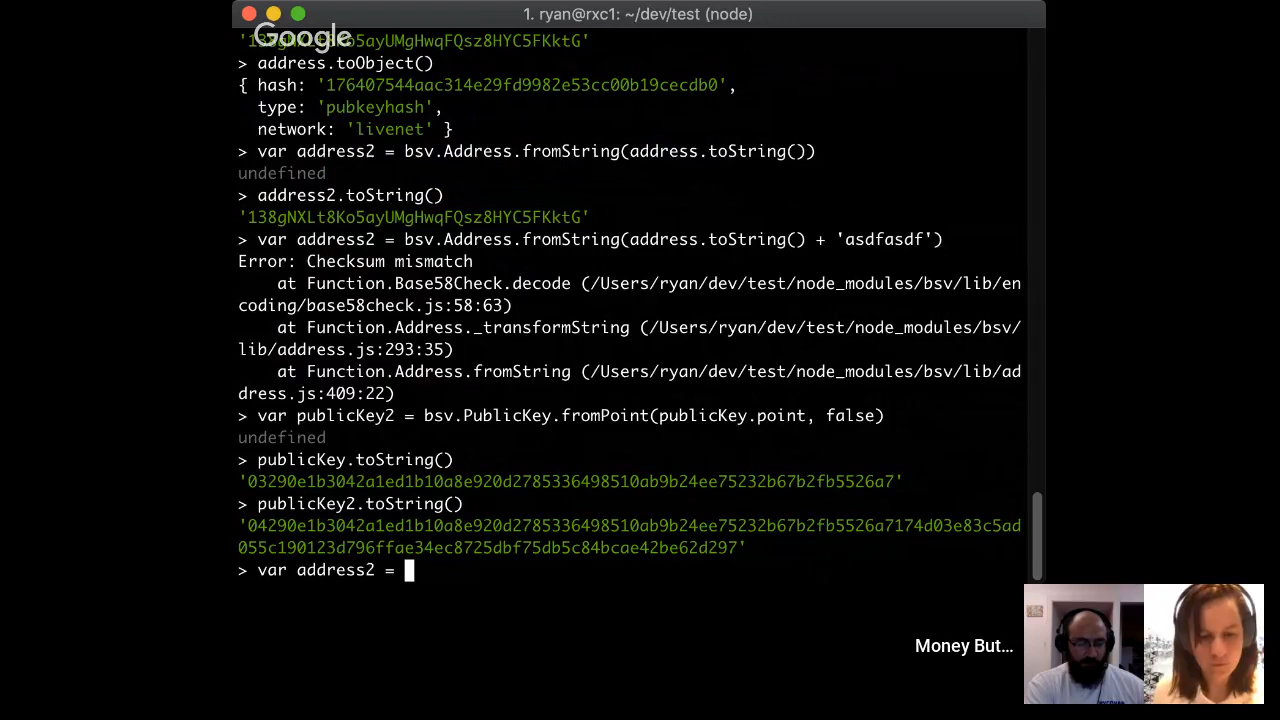 1. ryan@rxc1: ~/dev/test (node)
Google
'138gNXLt8Ko5ayUMgHwqFQsz8HYC5FKktG'
> address.toObject()
{ hash: '176407544aac314e29fd9982e53cc00b19cecdb0',
type: 'pubkeyhash',
network: 'livenet' }
> var address2 = bsv.Address.fromString(address.toString())
undefined
> address2.toString()
'138gNXLt8Ko5ayUMgHwqFQsz8HYC5FKktG'
> var address2 = bsv.Address.fromString(address.toString() + 'asdfasdf')
Error: Checksum mismatch
at Function.Base58Check.decode (/Users/ryan/dev/test/node_modules/bsv/lib/en
coding/base58check.js:58:63)
at Function.Address._transformString (/Users/ryan/dev/test/node_modules/bsv/
lib/address.js:293:35)
at Function.Address.fromString (/Users/ryan/dev/test/node_modules/bsv/lib/ad
dress.js:409:22)
> var publicKey2 = bsv.PublicKey.fromPoint(publicKey.point, false)
undefined
> publicKey.toString()
'03290e1b3042a1ed1b10a8e920d2785336498510ab9b24ee75232b67b2fb5526a7'
> publicKey2.toString()
'04290e1b3042a1ed1b10a8e920d2785336498510ab9b24ee75232b67b2fb5526a7174d03e83c5ad
055c190123d796ffae34ec8725dbf75db5c84bcae42be62d297'
> var address2 =
Money But...